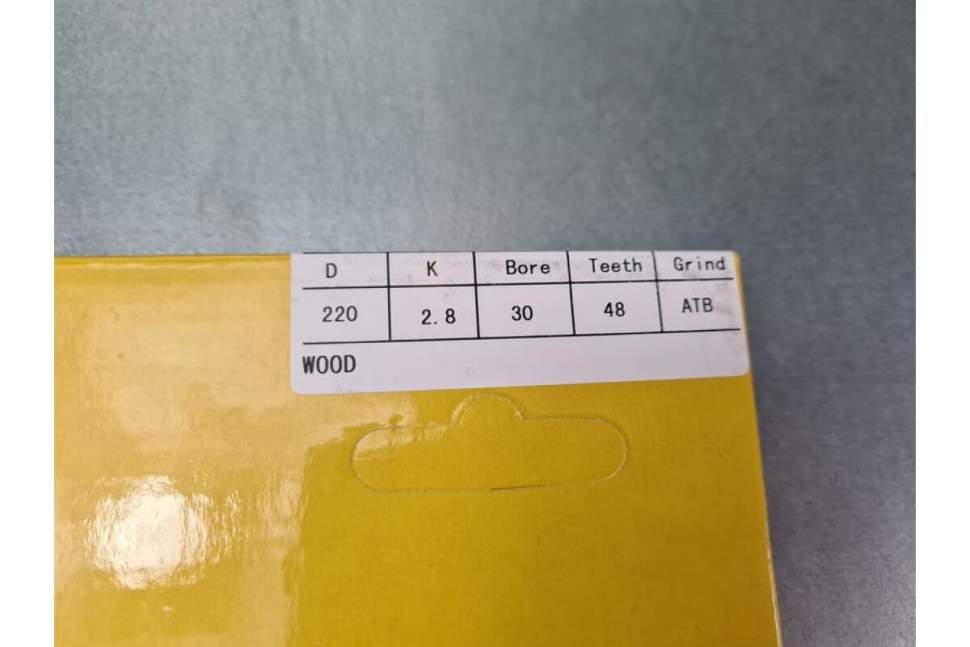 D K Bore Teeth Grind
220 2.8 30 48 ATB
WOOD